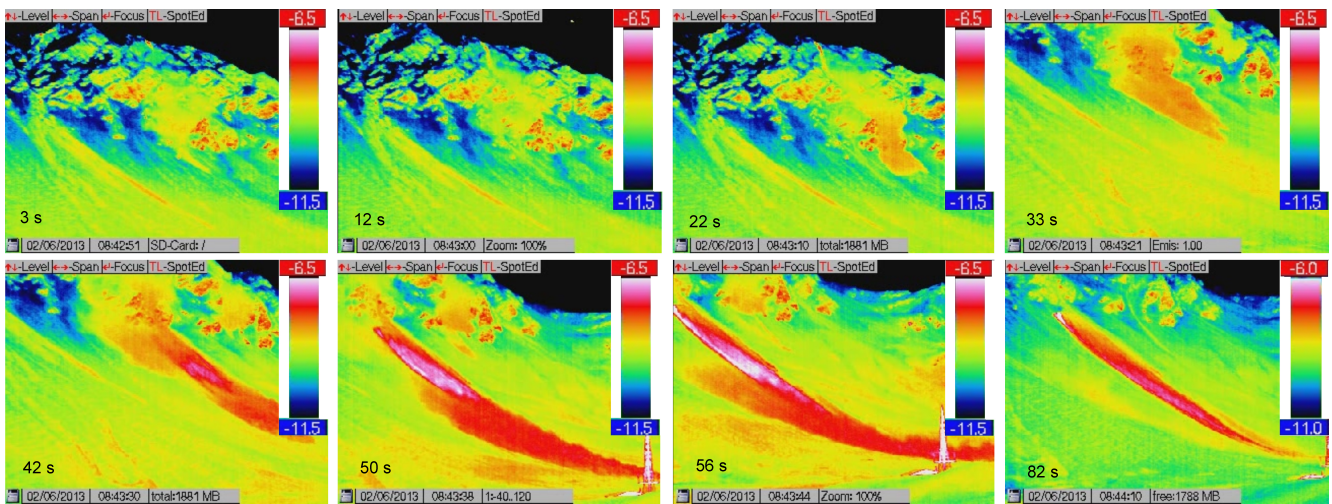 ↑↓-Level ←→-Span ↵-Focus TL-SpotEd -6.5
-11.5
3 s
02/06/2013 08:42:51 SD-Card: /
↑↓-Level ←→-Span ↵-Focus TL-SpotEd -6.5
-11.5
12 s
02/06/2013 08:43:00 Zoom: 100%
↑↓-Level ←→-Span ↵-Focus TL-SpotEd -6.5
-11.5
22 s
02/06/2013 08:43:10 total:1881 MB
↑↓-Level ←→-Span ↵-Focus TL-SpotEd -6.5
-11.5
33 s
02/06/2013 08:43:21 Emis: 1.00
↑↓-Level ←→-Span ↵-Focus TL-SpotEd -6.5
-11.5
42 s
02/06/2013 08:43:30 total:1881 MB
↑↓-Level ←→-Span ↵-Focus TL-SpotEd -6.5
-11.5
50 s
02/06/2013 08:43:38 1:-40..120
↑↓-Level ←→-Span ↵-Focus TL-SpotEd -6.5
-11.5
56 s
02/06/2013 08:43:44 Zoom: 100%
↑↓-Level ←→-Span ↵-Focus TL-SpotEd -6.0
-11.0
82 s
02/06/2013 08:44:10 free:1788 MB